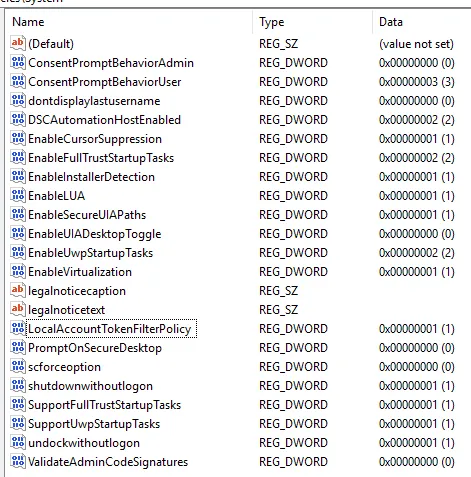 Name Type Data
(Default) REG_SZ (value not set)
ConsentPromptBehaviorAdmin REG_DWORD 0x00000000 (0)
ConsentPromptBehaviorUser REG_DWORD 0x00000003 (3)
dontdisplaylastusername REG_DWORD 0x00000000 (0)
DSCAutomationHostEnabled REG_DWORD 0x00000002 (2)
EnableCursorSuppression REG_DWORD 0x00000001 (1)
EnableFullTrustStartupTasks REG_DWORD 0x00000002 (2)
EnableInstallerDetection REG_DWORD 0x00000001 (1)
EnableLUA REG_DWORD 0x00000001 (1)
EnableSecureUIAPaths REG_DWORD 0x00000001 (1)
EnableUIADesktopToggle REG_DWORD 0x00000000 (0)
EnableUwpStartupTasks REG_DWORD 0x00000002 (2)
EnableVirtualization REG_DWORD 0x00000001 (1)
legalnoticecaption REG_SZ
legalnoticetext REG_SZ
LocalAccountTokenFilterPolicy REG_DWORD 0x00000001 (1)
PromptOnSecureDesktop REG_DWORD 0x00000000 (0)
scforceoption REG_DWORD 0x00000000 (0)
shutdownwithoutlogon REG_DWORD 0x00000001 (1)
SupportFullTrustStartupTasks REG_DWORD 0x00000001 (1)
SupportUwpStartupTasks REG_DWORD 0x00000001 (1)
undockwithoutlogon REG_DWORD 0x00000001 (1)
ValidateAdminCodeSignatures REG_DWORD 0x00000000 (0)